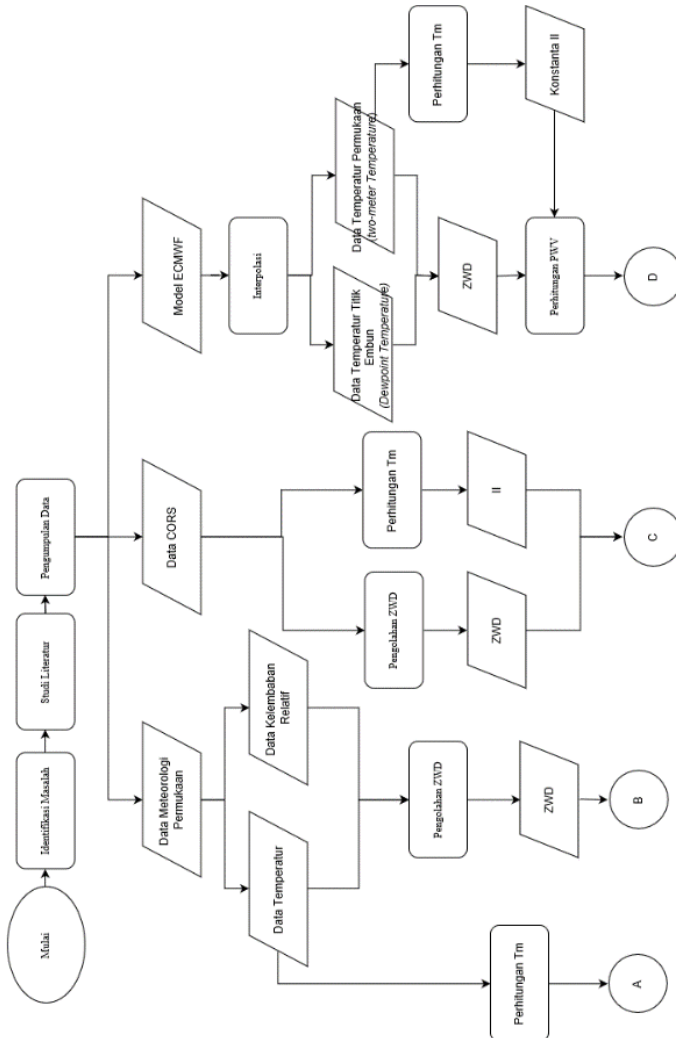 Mulai
Identifikasi Masalah
Studi Literatur
Pengumpulan Data
Data Meteorologi
Permukaan
Data CORS
Model ECMWF
Interpolasi
Data Temperatur
Data Kelembaban
Relatif
Data Temperatur Titik
Embun
(Dewpoint Temperature)
Data Temperatur Permukaan
(two-meter Temperature)
Pengolahan ZWD
Perhitungan Tm
Perhitungan Tm
Pengolahan ZWD
ZWD
II
ZWD
Konstanta II
Perhitungan Tm
ZWD
Perhitungan PWV
A
B
C
D